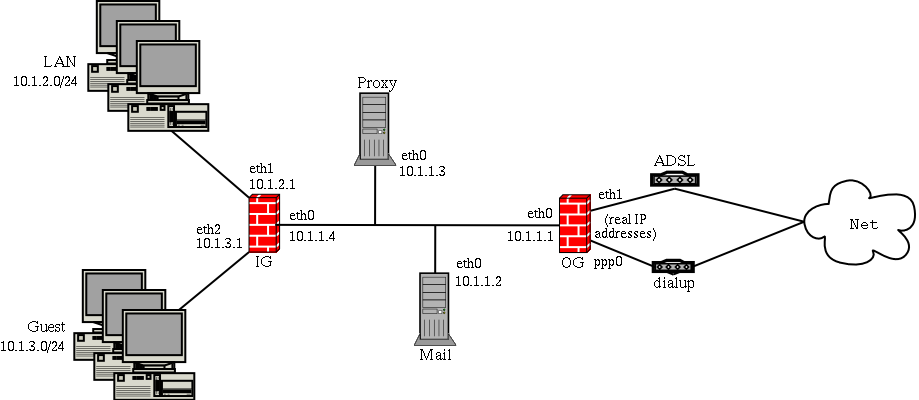 LAN
10.1.2.0/24
Proxy
eth0
10.1.1.3
eth1
10.1.2.1
eth2
10.1.3.1
eth0
10.1.1.4
IG
eth0
10.1.1.1
OG
eth1
(real IP
addresses)
ppp0
ADSL
dialup
Net
eth0
10.1.1.2
Mail
Guest
10.1.3.0/24